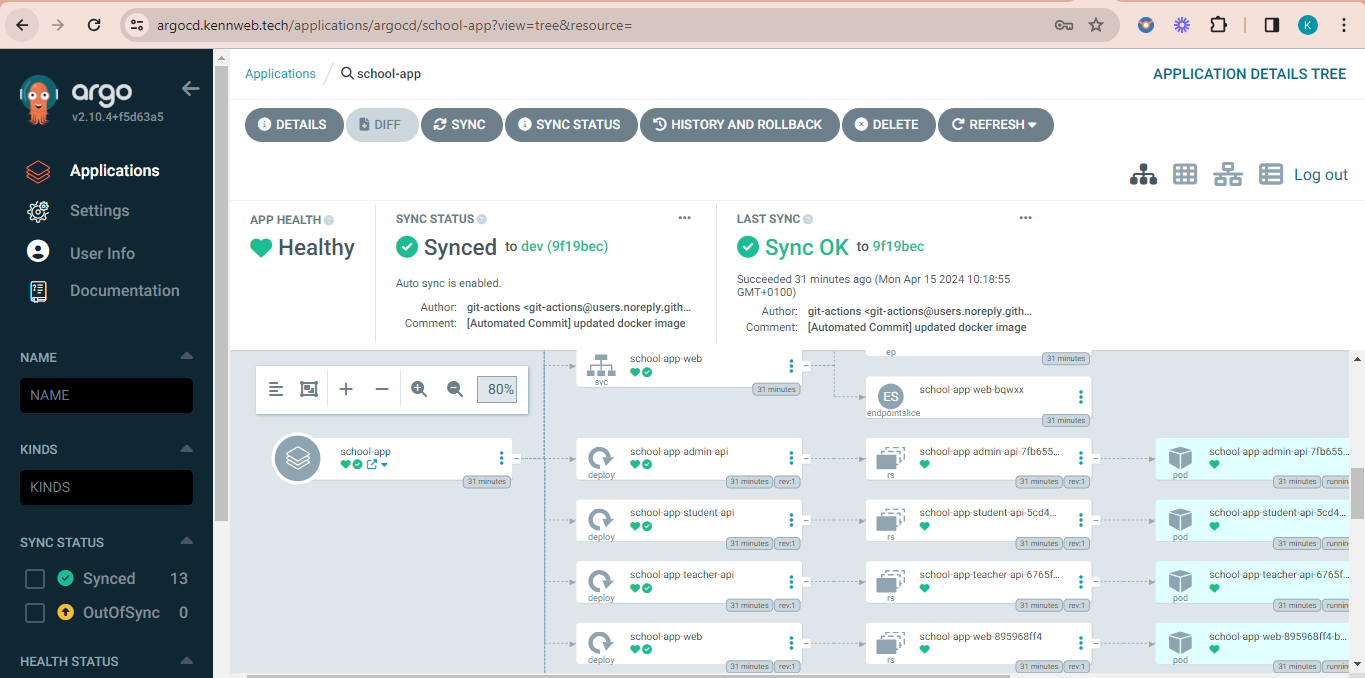 argocd.kennweb.tech/applications/argocd/school-app?view=tree&resource=
K
argo
v2.10.4+f5d63a5
Applications
Settings
User Info
Documentation
NAME
NAME
KINDS
KINDS
SYNC STATUS
Synced 13
OutOfSync 0
HEALTH STATUS
Applications / school-app
APPLICATION DETAILS TREE
DETAILS DIFF SYNC SYNC STATUS HISTORY AND ROLLBACK DELETE REFRESH
Log out
APP HEALTH
Healthy
SYNC STATUS
Synced to dev (9f19bec)
Auto sync is enabled.
Author: git-actions <git-actions@users.noreply.gith...
Comment: [Automated Commit] updated docker image
LAST SYNC
Sync OK to 9f19bec
Succeeded 31 minutes ago (Mon Apr 15 2024 10:18:55
GMT+0100)
Author: git-actions <git-actions@users.noreply.gith...
Comment: [Automated Commit] updated docker image
80%
school-app
31 minutes
school-app-web
svc
31 minutes
ep
31 minutes
ES
school-app-web-bqwxx
endpointslice
31 minutes
school-app-admin-api
deploy
31 minutes rev:1
school-app-admin-api-7fb655...
rs
31 minutes rev:1
school-app-admin-api-7fb655...
pod
31 minutes runnin
school-app-student-api
deploy
31 minutes rev:1
school-app-student-api-5cd4...
rs
31 minutes rev:1
school-app-student-api-5cd4...
pod
31 minutes runnin
school-app-teacher-api
deploy
31 minutes rev:1
school-app-teacher-api-6765f...
rs
31 minutes rev:1
school-app-teacher-api-6765f...
pod
31 minutes runnin
school-app-web
deploy
31 minutes rev:1
school-app-web-895968ff4
rs
31 minutes rev:1
school-app-web-895968ff4-b...
pod
31 minutes runnin